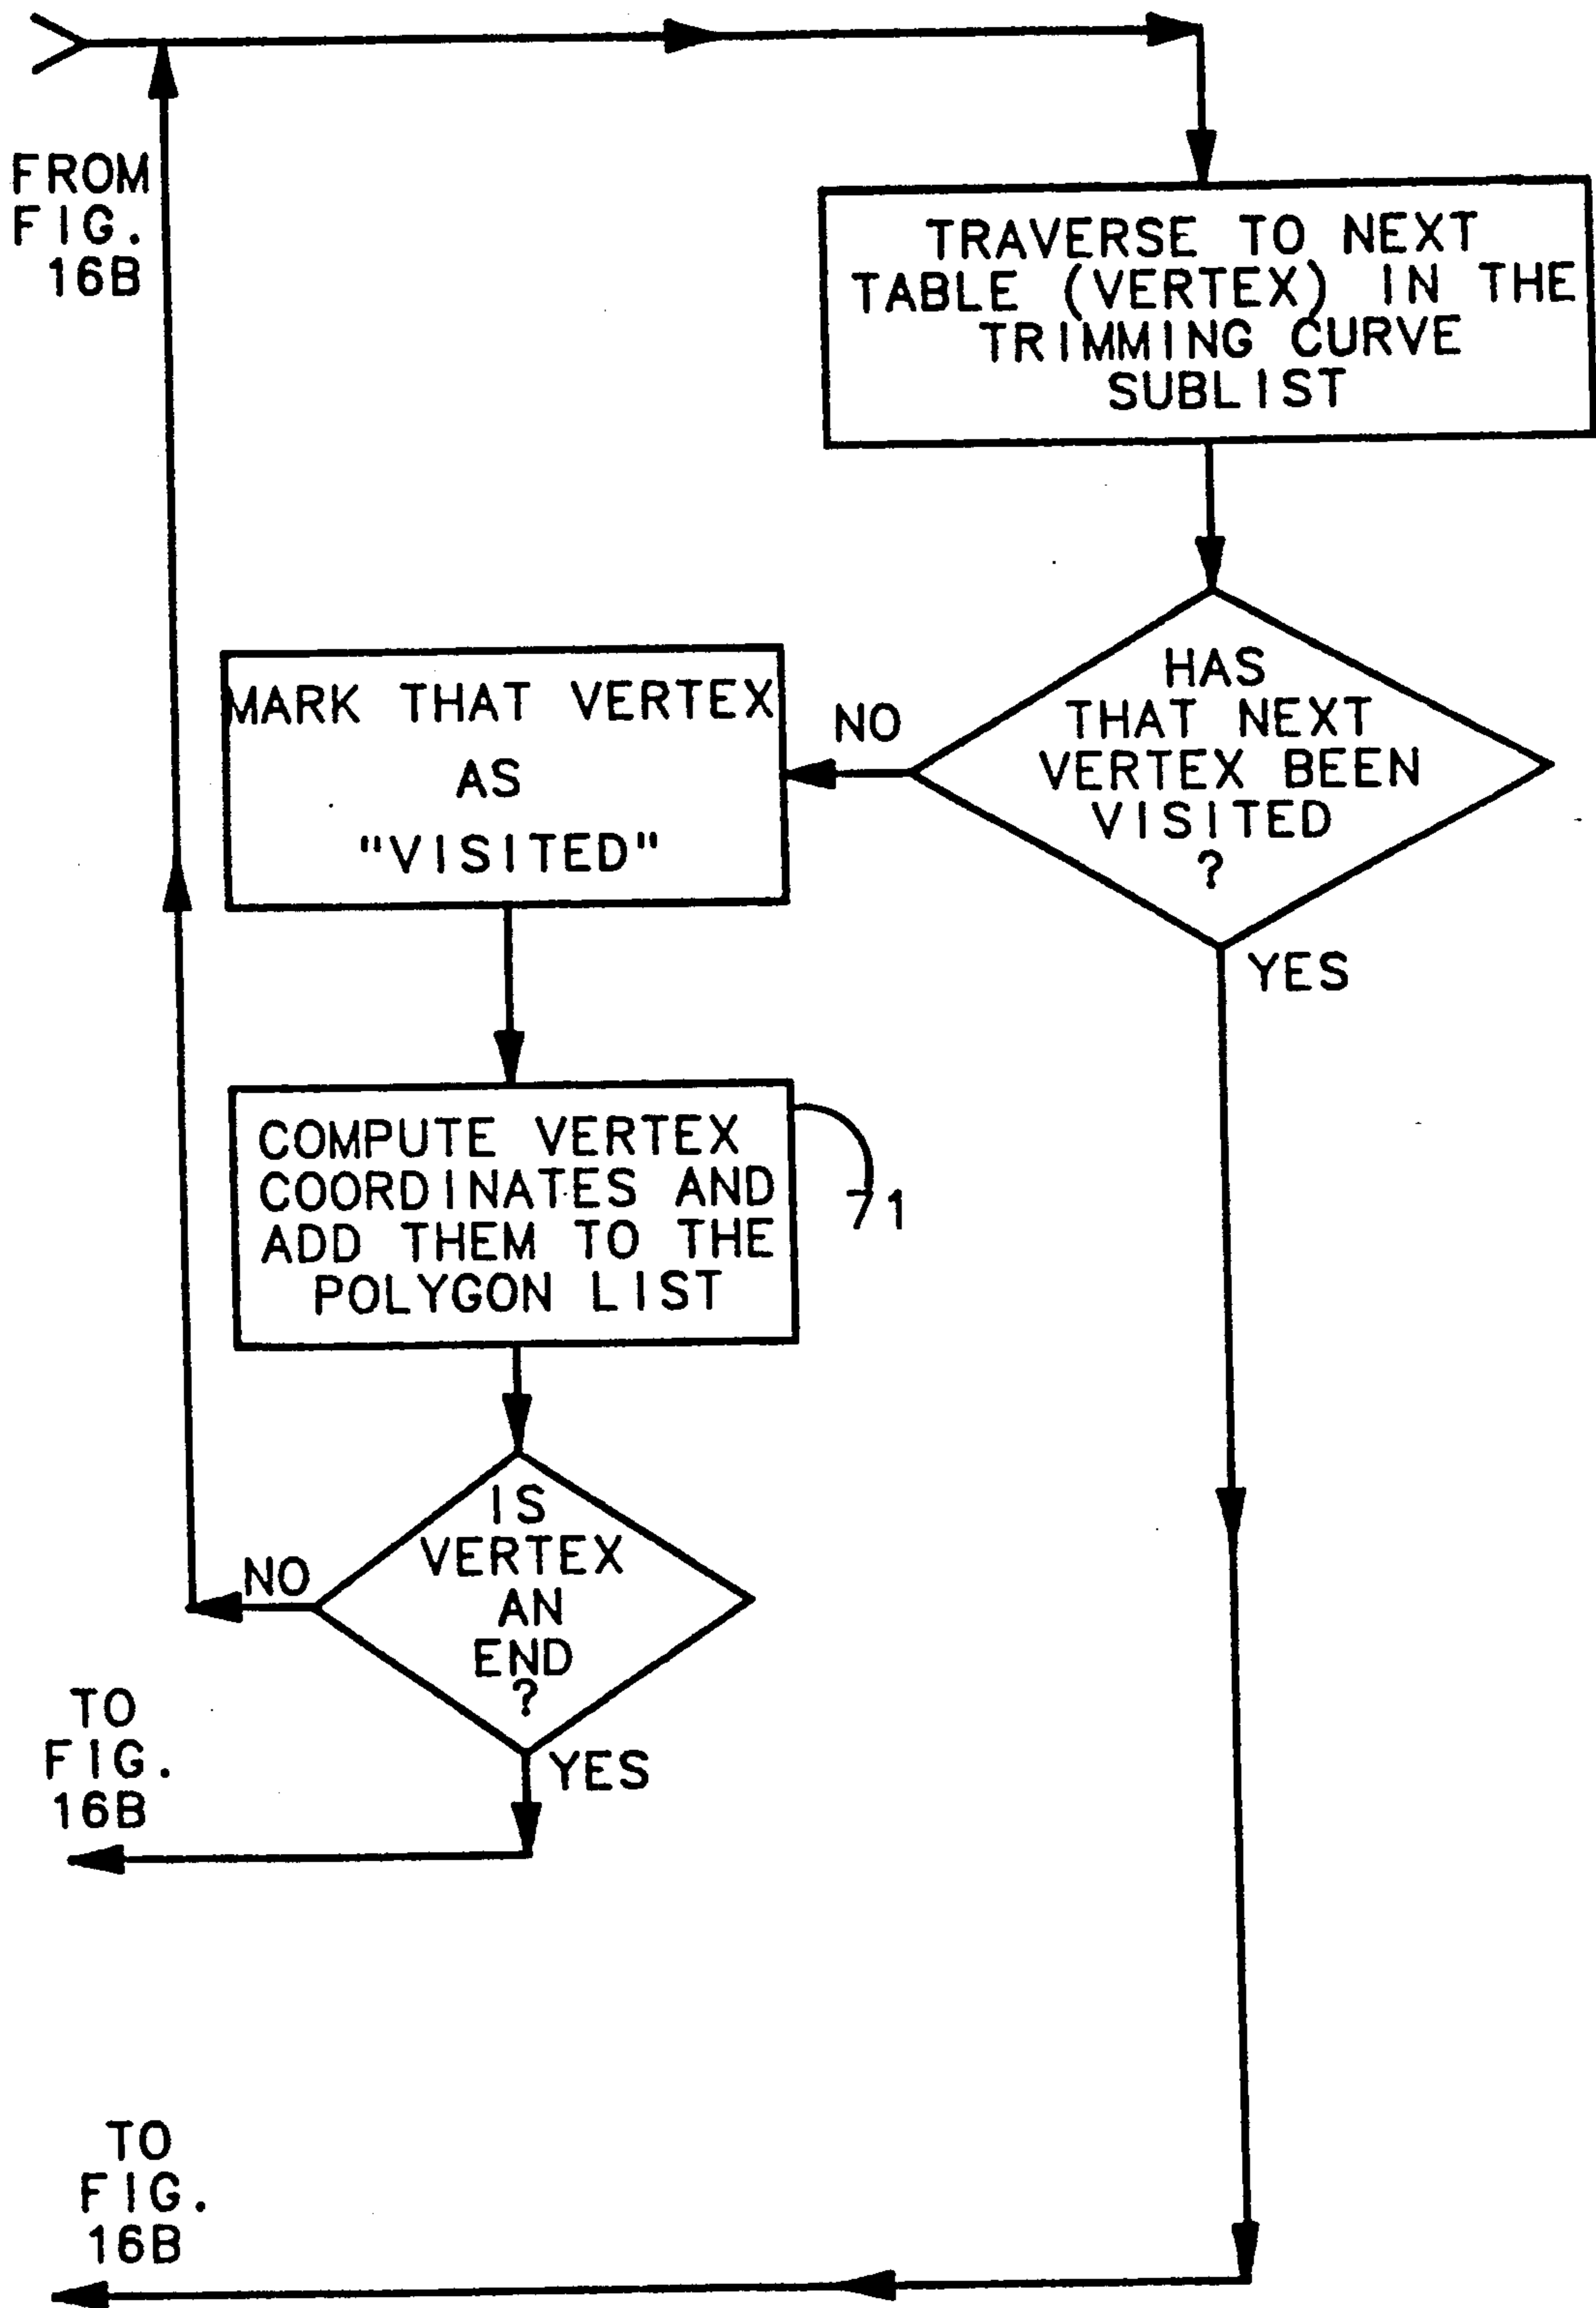 FROM
FIG.
16B
TRAVERSE TO NEXT
TABLE (VERTEX) IN THE
TRIMMING CURVE
SUBLIST
HAS
THAT NEXT
VERTEX BEEN
VISITED
?
NO
YES
MARK THAT VERTEX
AS
"VISITED"
COMPUTE VERTEX
COORDINATES AND
ADD THEM TO THE
POLYGON LIST
71
IS
VERTEX
AN
END
?
NO
YES
TO
FIG.
16B
TO
FIG.
16B